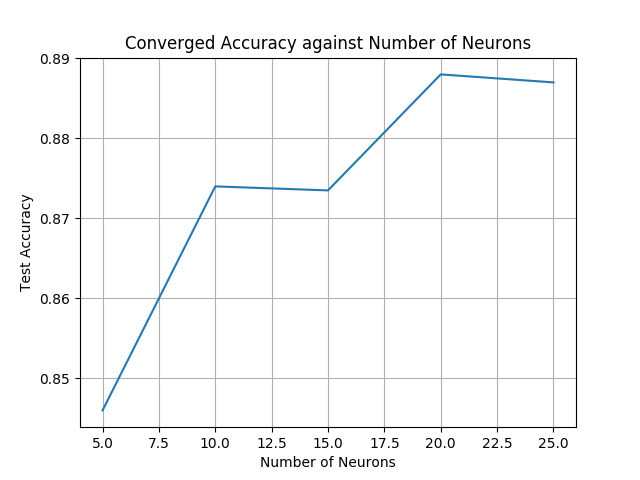 Converged Accuracy against Number of Neurons
0.89
0.88
0.87
0.86
0.85
Test Accuracy
5.0 7.5 10.0 12.5 15.0 17.5 20.0 22.5 25.0
Number of Neurons